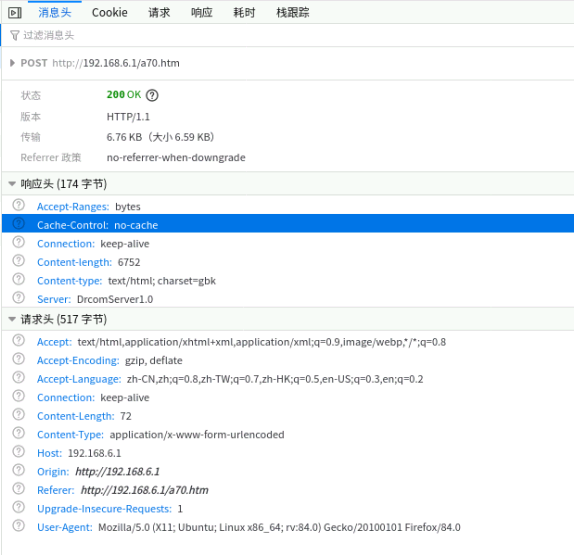 消息头 Cookie 请求 响应 耗时 栈跟踪
过滤消息头
POST http://192.168.6.1/a70.htm
状态 200 OK ?
版本 HTTP/1.1
传输 6.76 KB（大小 6.59 KB）
Referrer 政策 no-referrer-when-downgrade
响应头 (174 字节)
? Accept-Ranges: bytes
? Cache-Control: no-cache
? Connection: keep-alive
? Content-length: 6752
? Content-type: text/html; charset=gbk
? Server: DrcomServer1.0
请求头 (517 字节)
? Accept: text/html,application/xhtml+xml,application/xml;q=0.9,image/webp,*/*;q=0.8
? Accept-Encoding: gzip, deflate
? Accept-Language: zh-CN,zh;q=0.8,zh-TW;q=0.7,zh-HK;q=0.5,en-US;q=0.3,en;q=0.2
? Connection: keep-alive
? Content-Length: 72
? Content-Type: application/x-www-form-urlencoded
? Host: 192.168.6.1
? Origin: http://192.168.6.1
? Referer: http://192.168.6.1/a70.htm
? Upgrade-Insecure-Requests: 1
? User-Agent: Mozilla/5.0 (X11; Ubuntu; Linux x86_64; rv:84.0) Gecko/20100101 Firefox/84.0